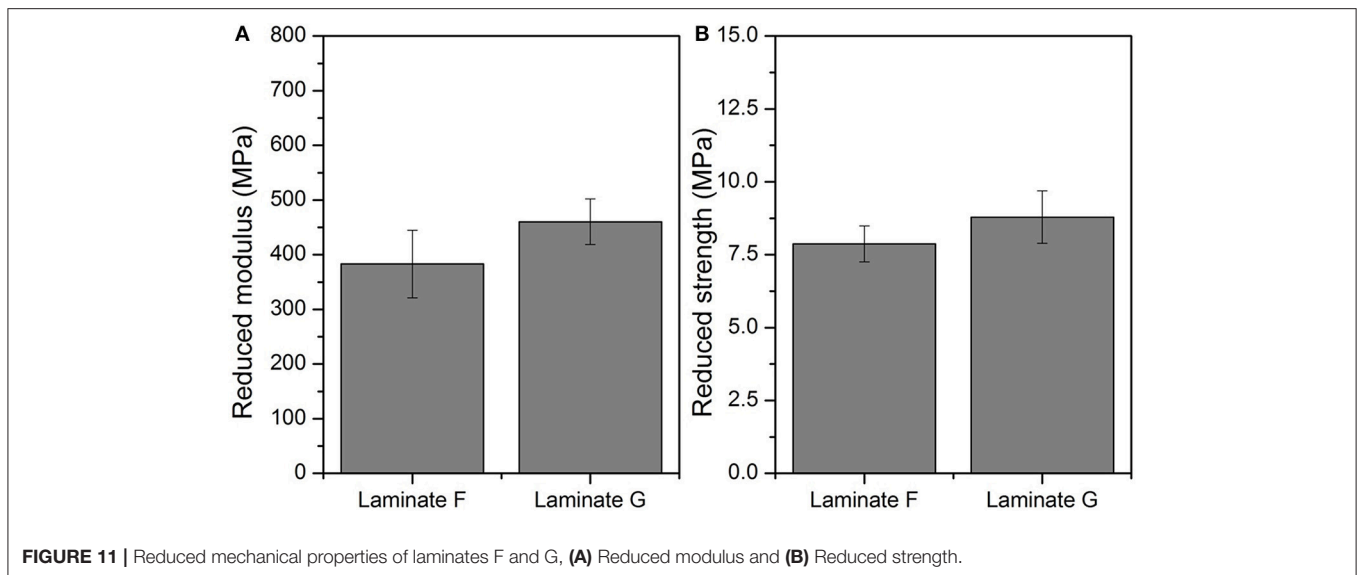 A
800
700
600
500
400
300
200
100
0
Reduced modulus (MPa)
Laminate F
Laminate G
B
15.0
12.5
10.0
7.5
5.0
2.5
0.0
Reduced strength (MPa)
Laminate F
Laminate G
FIGURE 11 | Reduced mechanical properties of laminates F and G, (A) Reduced modulus and (B) Reduced strength.